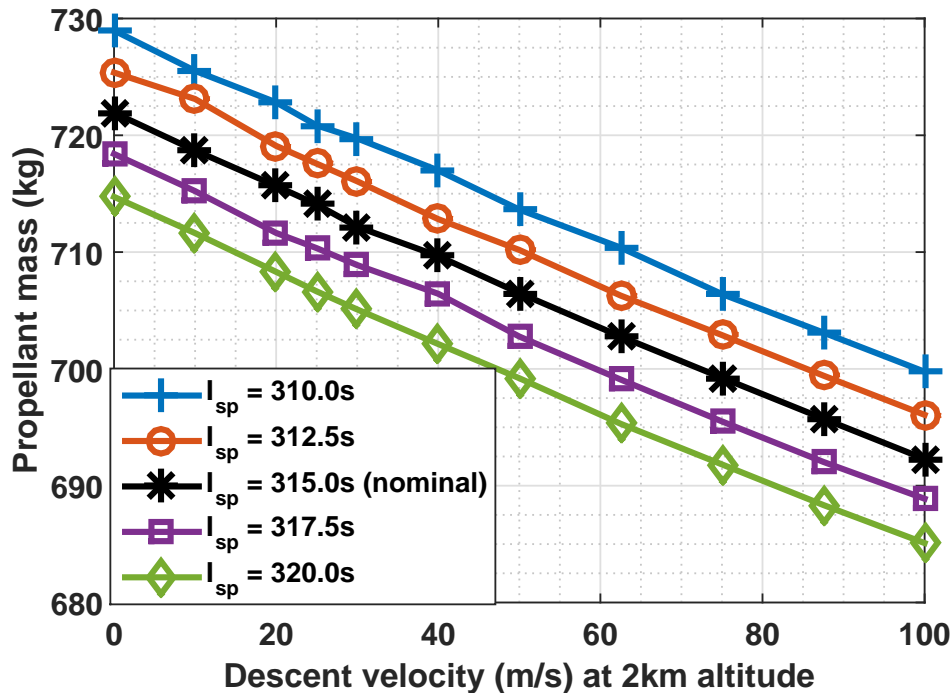 730
720
710
700
690
680
Propellant mass (kg)
I_sp = 310.0s
I_sp = 312.5s
I_sp = 315.0s (nominal)
I_sp = 317.5s
I_sp = 320.0s
0 20 40 60 80 100
Descent velocity (m/s) at 2km altitude